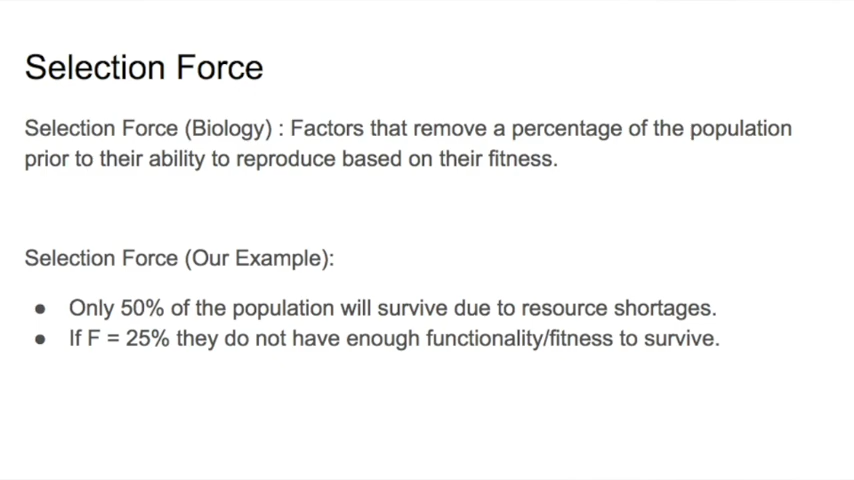 Selection Force
Selection Force (Biology) : Factors that remove a percentage of the population
prior to their ability to reproduce based on their fitness.
Selection Force (Our Example):
● Only 50% of the population will survive due to resource shortages.
● If F = 25% they do not have enough functionality/fitness to survive.